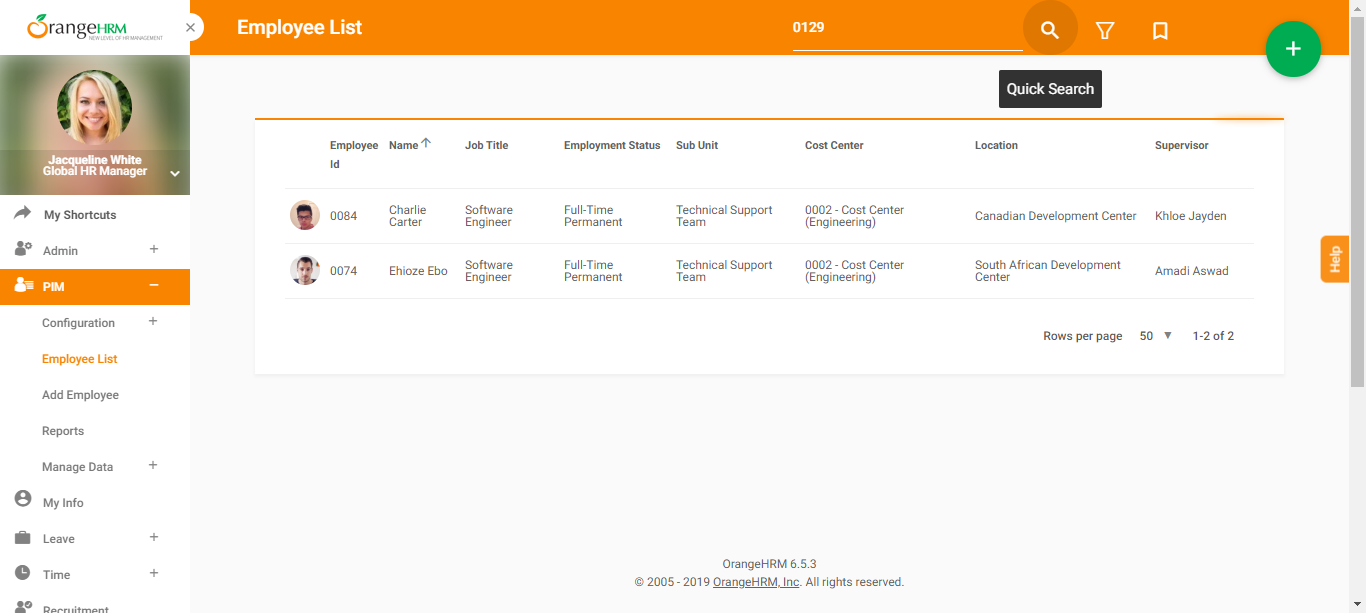 OrangeHRM
NEW LEVEL OF HR MANAGEMENT
Employee List
0129
Quick Search
Jacqueline White
Global HR Manager
My Shortcuts
Admin
PIM
Configuration
Employee List
Add Employee
Reports
Manage Data
My Info
Leave
Time
Recruitment
Employee Id Name Job Title Employment Status Sub Unit Cost Center Location Supervisor
0084 Charlie Carter Software Engineer Full-Time Permanent Technical Support Team 0002 - Cost Center (Engineering) Canadian Development Center Khloe Jayden
0074 Ehioze Ebo Software Engineer Full-Time Permanent Technical Support Team 0002 - Cost Center (Engineering) South African Development Center Amadi Aswad
Rows per page 50 1-2 of 2
Help
OrangeHRM 6.5.3
© 2005 - 2019 OrangeHRM, Inc. All rights reserved.